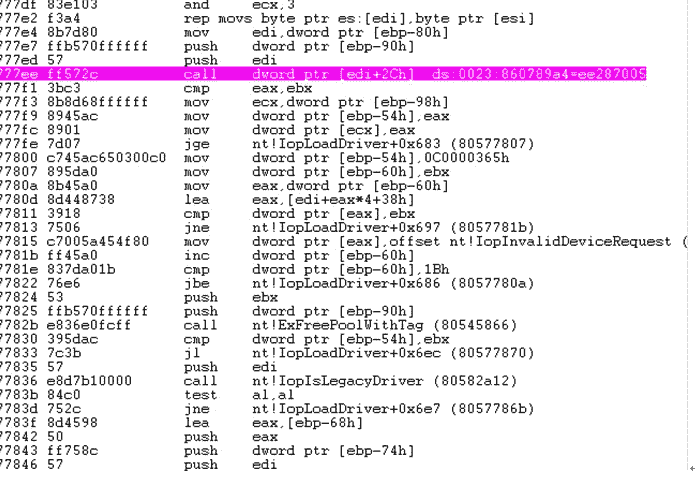 777df 83e103 and ecx,3
777e2 f3a4 rep movs byte ptr es:[edi],byte ptr [esi]
777e4 8b7d80 mov edi,dword ptr [ebp-80h]
777e7 ffb570ffffff push dword ptr [ebp-90h]
777ed 57 push edi
777ee ff572c call dword ptr [edi+2Ch] ds:0023:860789a4=ee287005
777f1 3bc3 cmp eax,ebx
777f3 8b8d68ffffff mov ecx,dword ptr [ebp-98h]
777f9 8945ac mov dword ptr [ebp-54h],eax
777fc 8901 mov dword ptr [ecx],eax
777fe 7d07 jge nt!IopLoadDriver+0x683 (80577807)
77800 c745ac650300c0 mov dword ptr [ebp-54h],0C0000365h
77807 895da0 mov dword ptr [ebp-60h],ebx
7780a 8b45a0 mov eax,dword ptr [ebp-60h]
7780d 8d448738 lea eax,[edi+eax*4+38h]
77811 3918 cmp dword ptr [eax],ebx
77813 7506 jne nt!IopLoadDriver+0x697 (8057781b)
77815 c7005a454f80 mov dword ptr [eax],offset nt!IopInvalidDeviceRequest (
7781b ff45a0 inc dword ptr [ebp-60h]
7781e 837da01b cmp dword ptr [ebp-60h],1Bh
77822 76e6 jbe nt!IopLoadDriver+0x686 (8057780a)
77824 53 push ebx
77825 ffb570ffffff push dword ptr [ebp-90h]
7782b e836e0fcff call nt!ExFreePoolWithTag (80545866)
77830 395dac cmp dword ptr [ebp-54h],ebx
77833 7c3b jl nt!IopLoadDriver+0x6ec (80577870)
77835 57 push edi
77836 e8d7b10000 call nt!IopIsLegacyDriver (80582a12)
7783b 84c0 test al,al
7783d 752c jne nt!IopLoadDriver+0x6e7 (8057786b)
7783f 8d4598 lea eax,[ebp-68h]
77842 50 push eax
77843 ff758c push dword ptr [ebp-74h]
77846 57 push edi